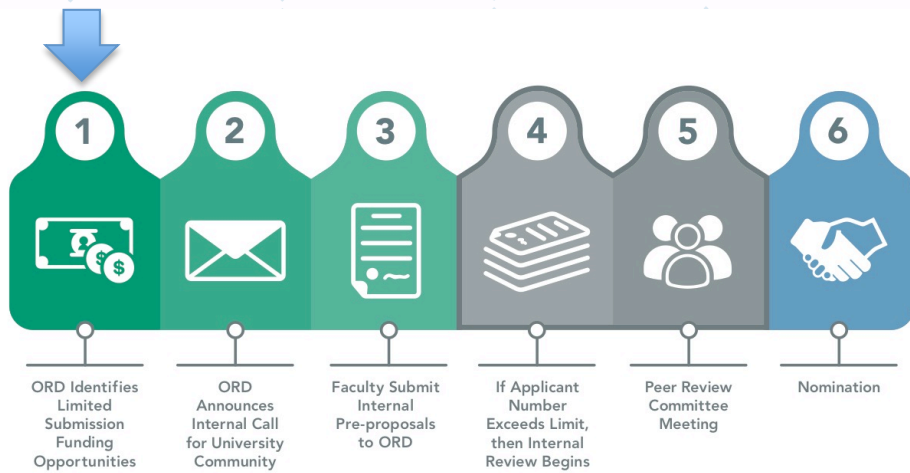 1
2
3
4
5
6
$
$
ORD Identifies
Limited
Submission
Funding
Opportunities
ORD
Announces
Internal Call
for University
Community
Faculty Submit
Internal
Pre-proposals
to ORD
If Applicant
Number
Exceeds Limit,
then Internal
Review Begins
Peer Review
Committee
Meeting
Nomination